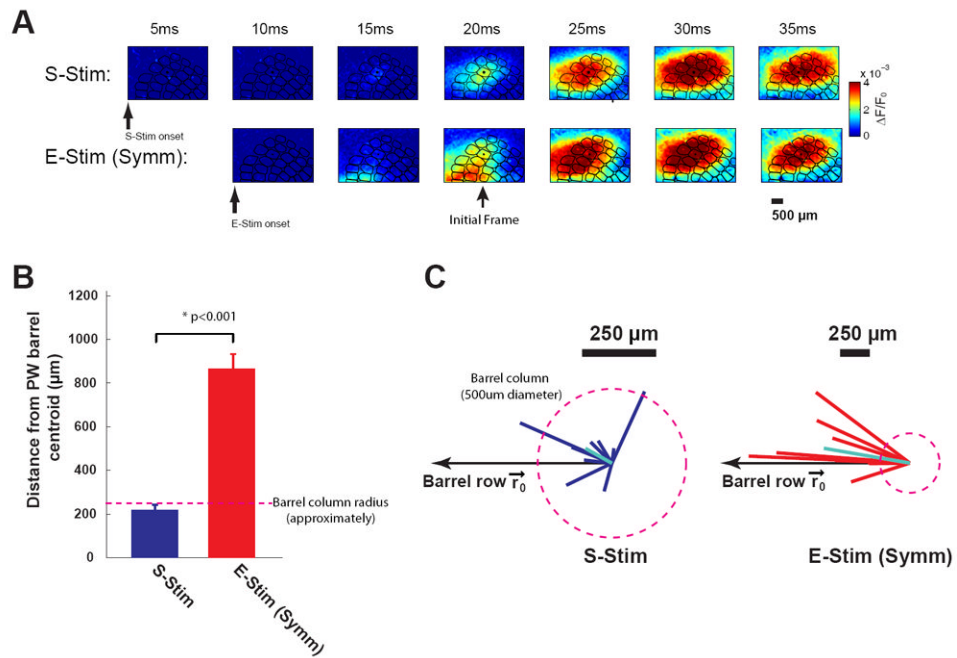 A
5ms 10ms 15ms 20ms 25ms 30ms 35ms
S-Stim:
S-Stim onset
E-Stim (Symm):
E-Stim onset
Initial Frame
x 10⁻³
4
2
0
ΔF/F₀
500 µm
B
Distance from PW barrel
centroid (µm)
1200
1000
800
600
400
200
0
* p<0.001
Barrel column radius
(approximately)
S-Stim
E-Stim (Symm)
C
250 µm
250 µm
Barrel column
(500um diameter)
Barrel row r₀
Barrel row r₀
S-Stim
E-Stim (Symm)